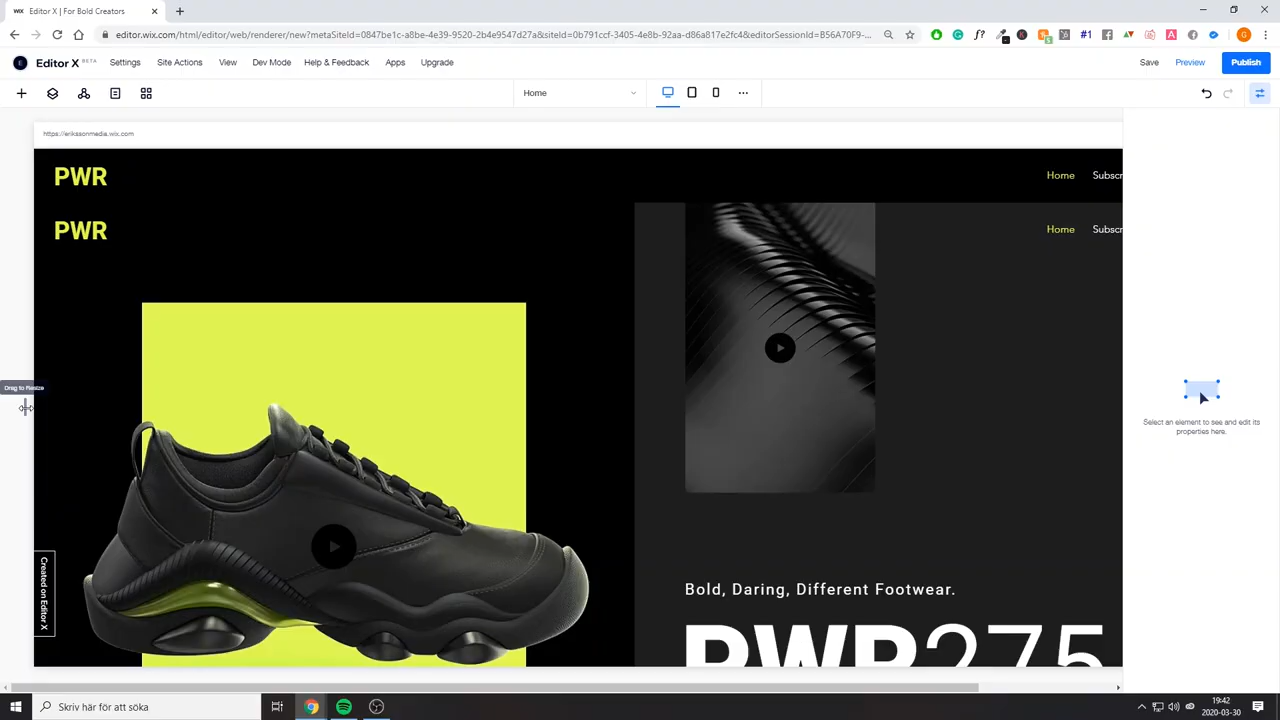 WIX Editor X | For Bold Creators
editor.wix.com/html/editor/web/renderer/new?metaSiteId=0847be1c-a8be-4e39-9520-2b4e9547d27a&siteId=0b791ccf-3405-4e8b-92aa-d86a817e2fc4&editorSessionId=B56A70F9-...
#1
G
E Editor X BETA Settings Site Actions View Dev Mode Help & Feedback Apps Upgrade Save Preview Publish
Home
https://erikssonmedia.wix.com
PWR Home Subscr
PWR Home Subscr
Drag to Resize
Select an element to see and edit its
properties here.
Created on Editor X
Bold, Daring, Different Footwear.
PWR275
Skriv här för att söka
19:42
2020-03-30